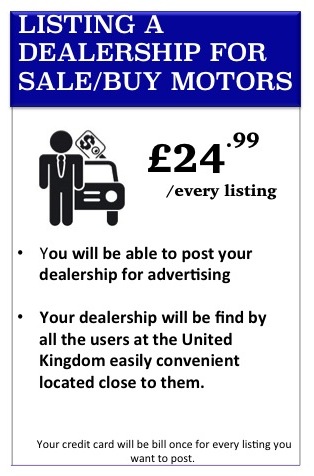 LISTING A
DEALERSHIP FOR
SALE/BUY MOTORS
$
£24.99
/every listing
• You will be able to post your
dealership for advertising
• Your dealership will be find by
all the users at the United
Kingdom easily convenient
located close to them.
Your credit card will be bill once for every listing you
want to post.